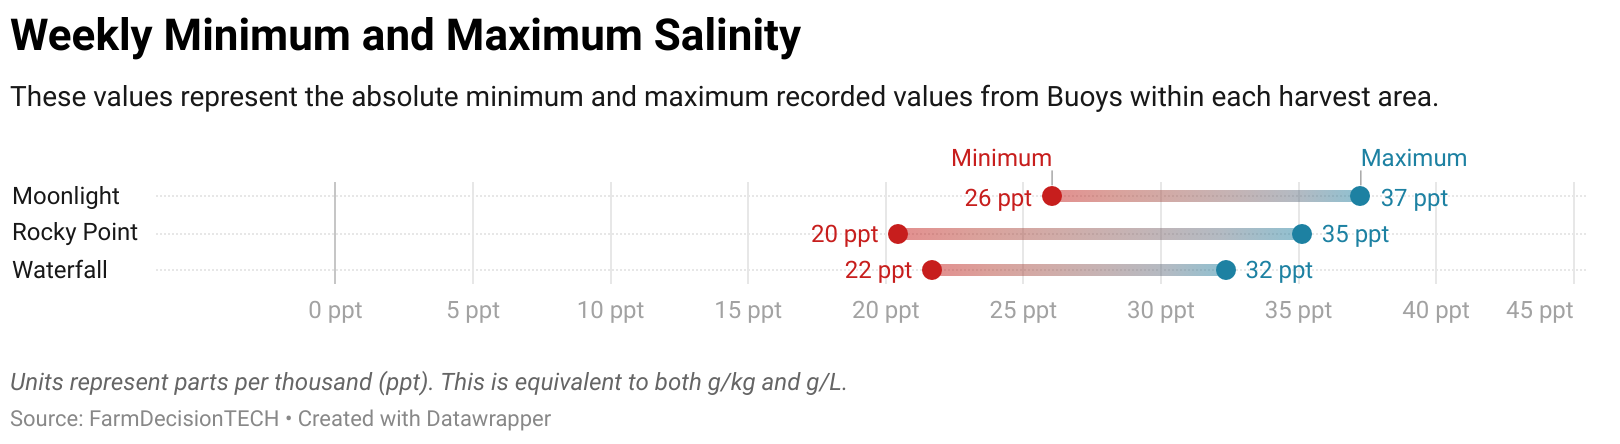 Weekly Minimum and Maximum Salinity
These values represent the absolute minimum and maximum recorded values from Buoys within each harvest area.
Minimum Maximum
Moonlight 26 ppt 37 ppt
Rocky Point 20 ppt 35 ppt
Waterfall 22 ppt 32 ppt
0 ppt 5 ppt 10 ppt 15 ppt 20 ppt 25 ppt 30 ppt 35 ppt 40 ppt 45 ppt
Units represent parts per thousand (ppt). This is equivalent to both g/kg and g/L.
Source: FarmDecisionTECH • Created with Datawrapper